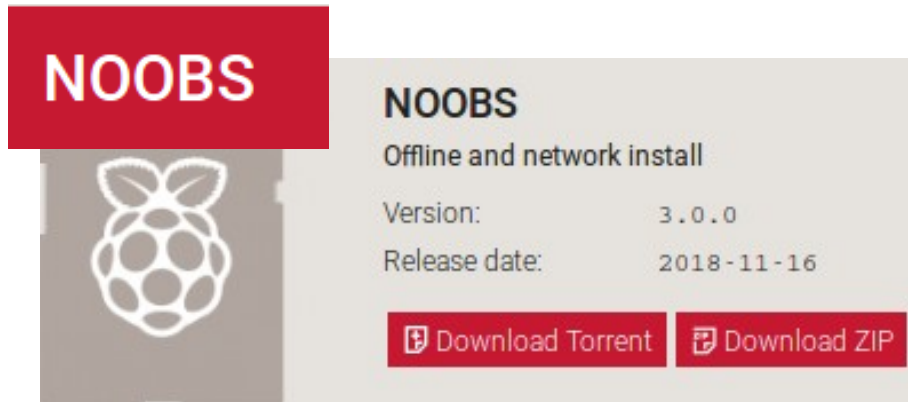 NOOBS
NOOBS
Offline and network install
Version: 3.0.0
Release date: 2018-11-16
Download Torrent Download ZIP